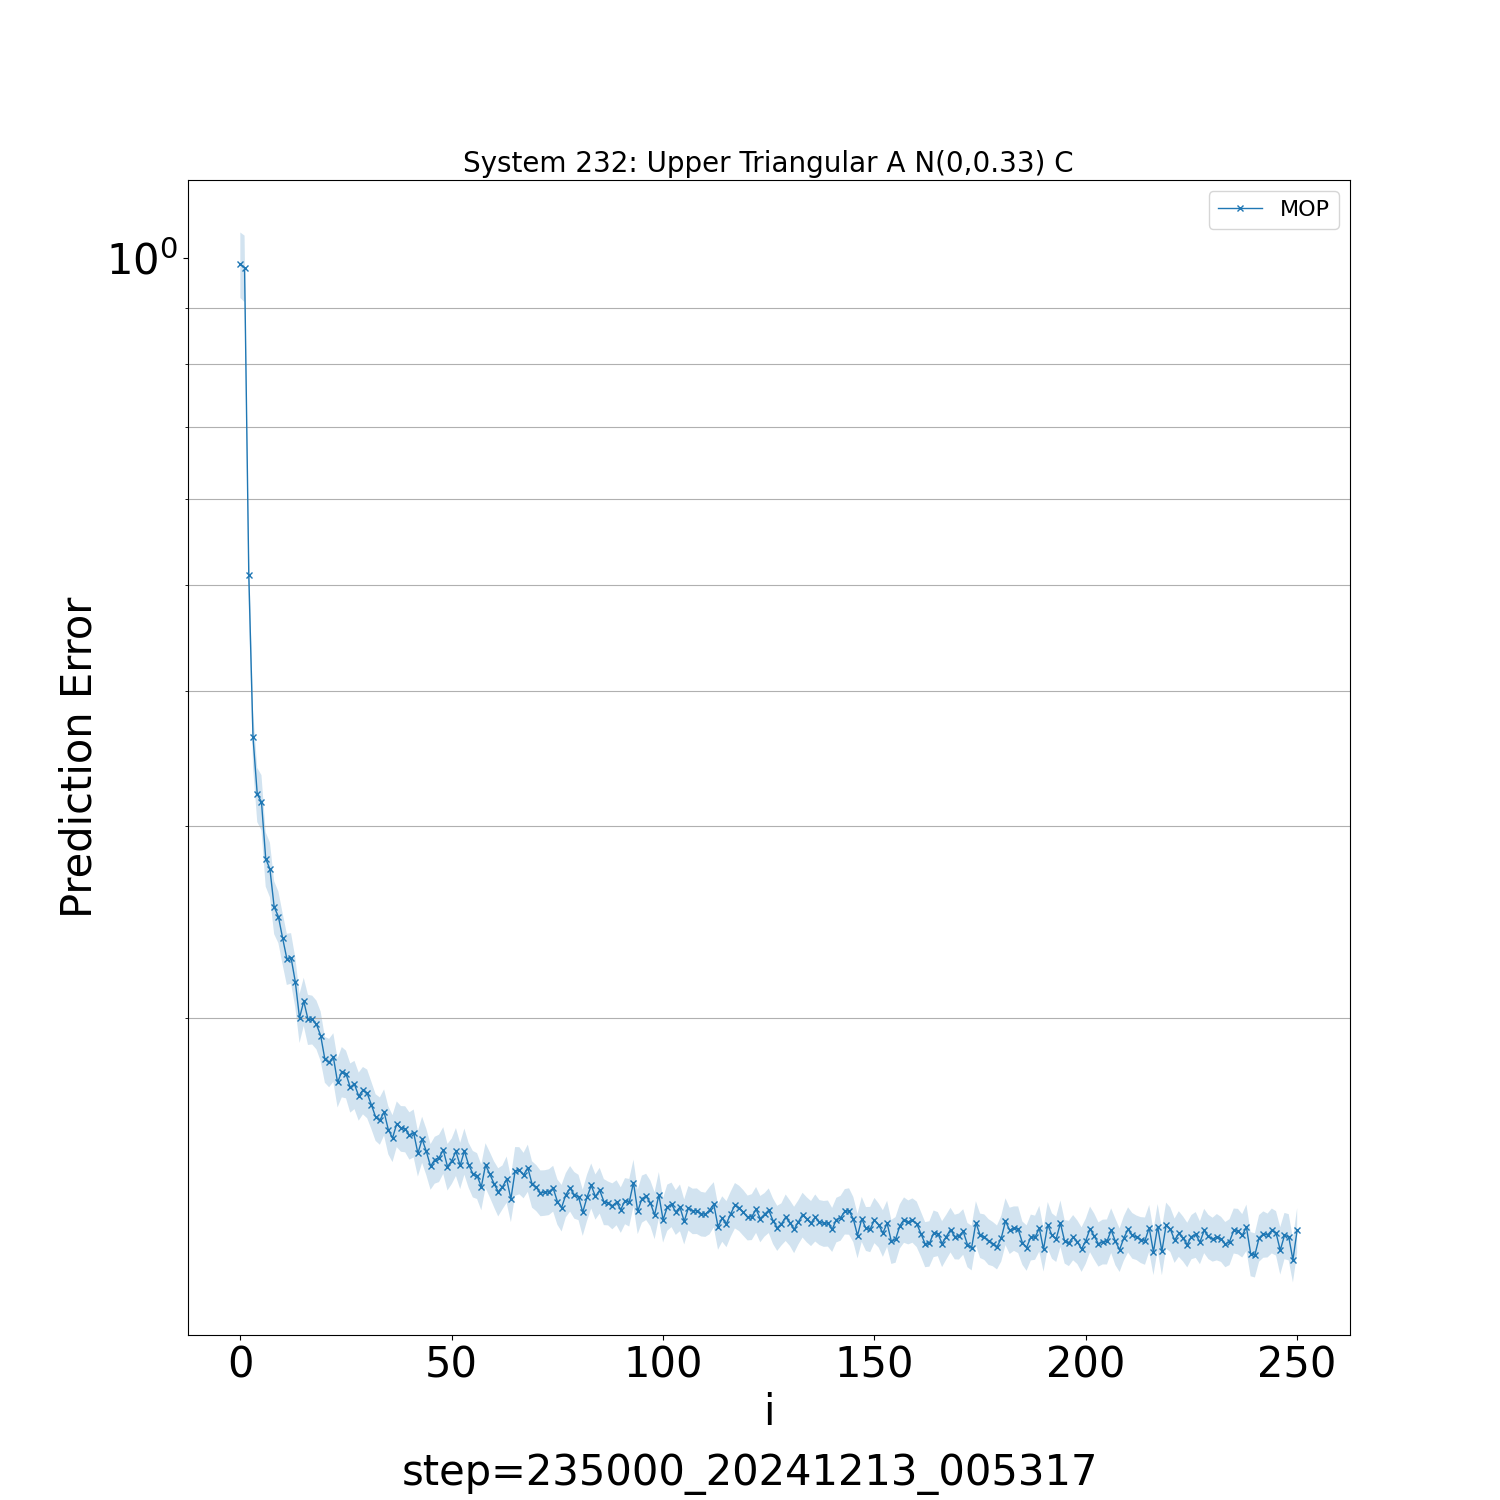 System 232: Upper Triangular A N(0,0.33) C
MOP
10⁰
Prediction Error
0 50 100 150 200 250
i
step=235000_20241213_005317